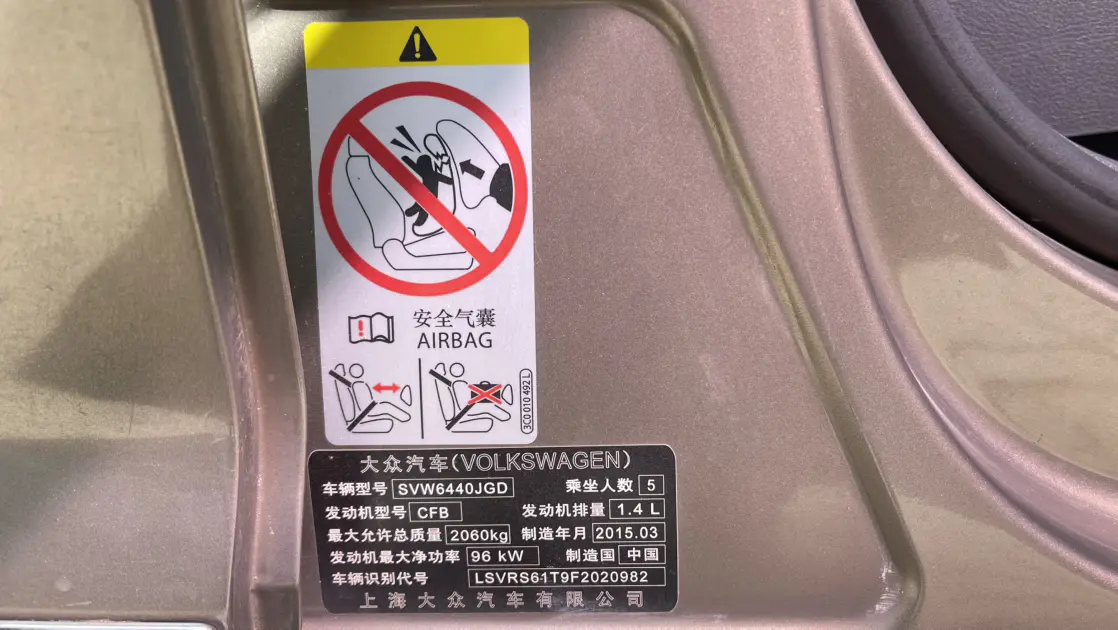 安全气囊
AIRBAG
3C0 010 492 L
大众汽车(VOLKSWAGEN)
车辆型号 SVW6440JGD 乘坐人数 5
发动机型号 CFB 发动机排量 1.4 L
最大允许总质量 2060kg 制造年月 2015.03
发动机最大净功率 96 kW 制造国 中国
车辆识别代号 LSVRS61T9F2020982
上海大众汽车有限公司